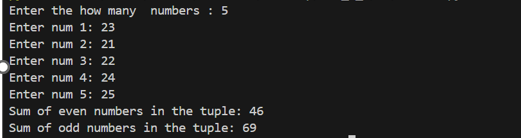 Enter the how many  numbers : 5
Enter num 1: 23
Enter num 2: 21
Enter num 3: 22
Enter num 4: 24
Enter num 5: 25
Sum of even numbers in the tuple: 46
Sum of odd numbers in the tuple: 69